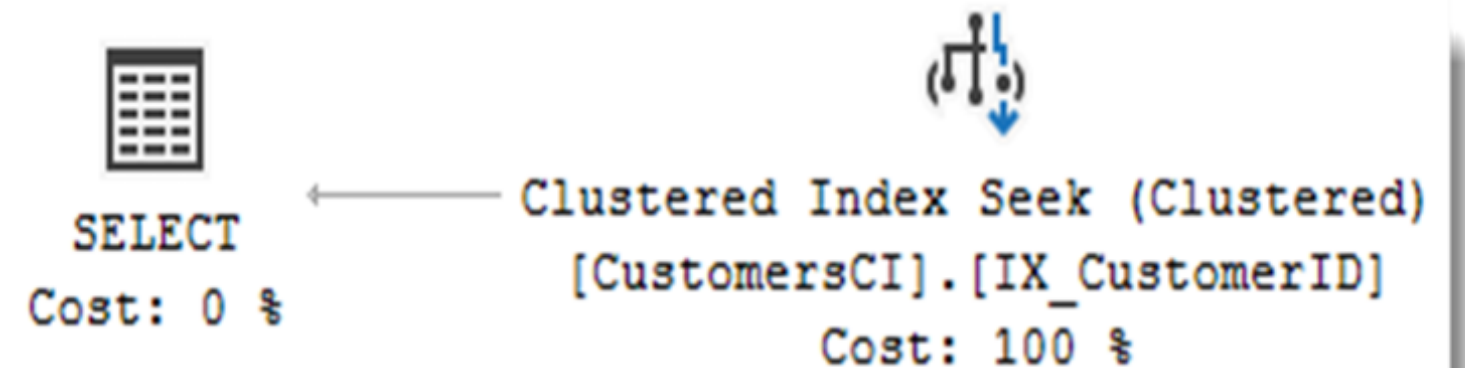 SELECT
Cost: 0 %
Clustered Index Seek (Clustered)
[CustomersCI].[IX_CustomerID]
Cost: 100 %